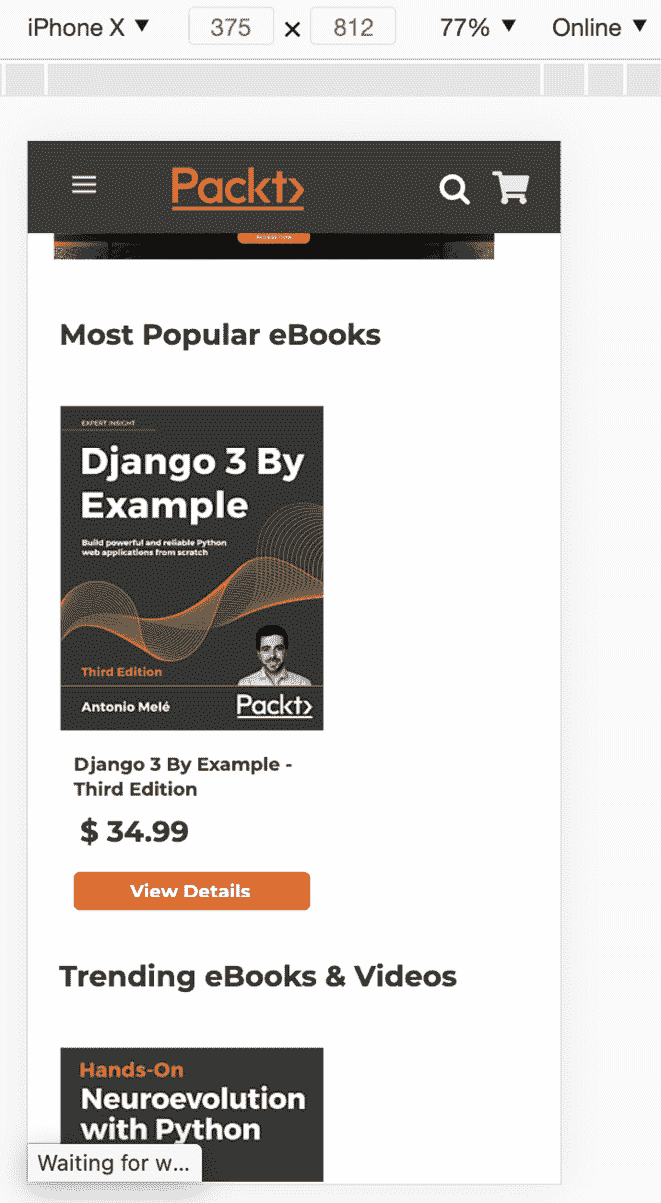 iPhone X ▼ 375 × 812 77% ▼ Online ▼
Packt>
Most Popular eBooks
EXPERT INSIGHT
Django 3 By
Example
Build powerful and reliable Python
web applications from scratch
Third Edition
Antonio Melé
Packt>
Django 3 By Example -
Third Edition
$ 34.99
View Details
Trending eBooks & Videos
Hands-On
Neuroevolution
with Python
Waiting for w...